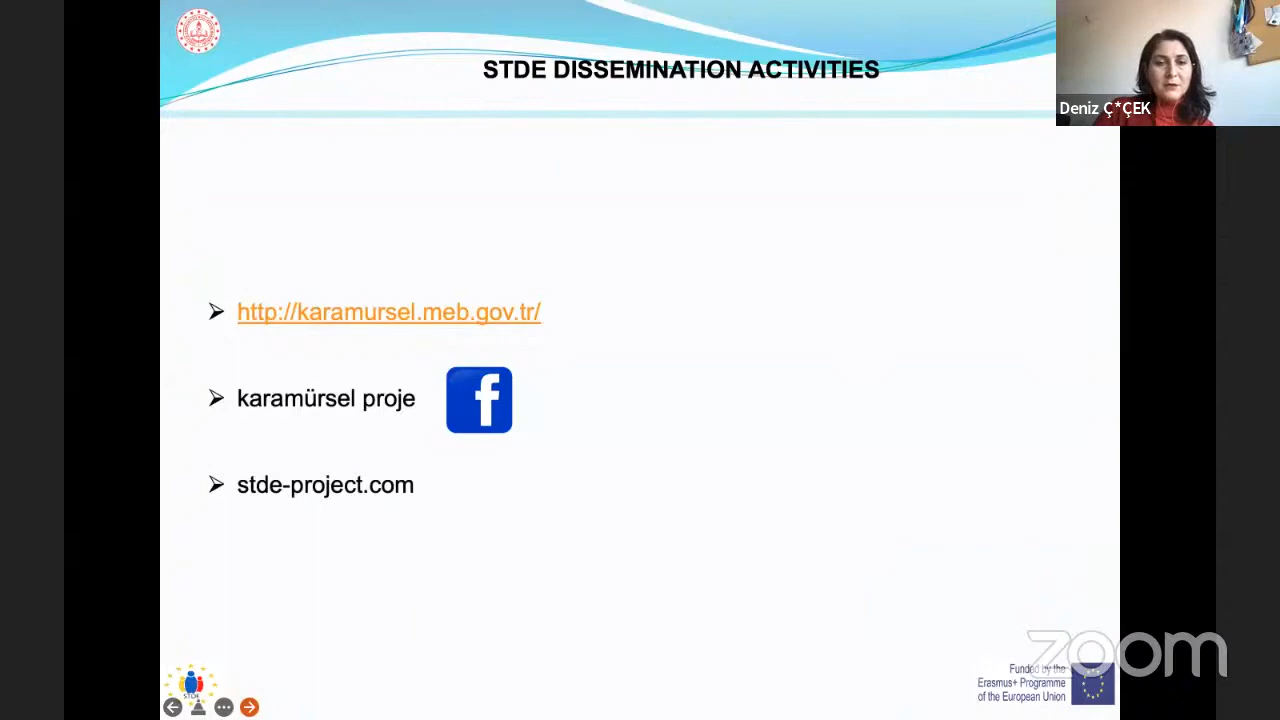 STDE DISSEMINATION ACTIVITIES
Deniz Ç*ÇEK
http://karamursel.meb.gov.tr/
karamürsel proje
stde-project.com
STDE
Funded by the
Erasmus+ Programme
of the European Union
zoom